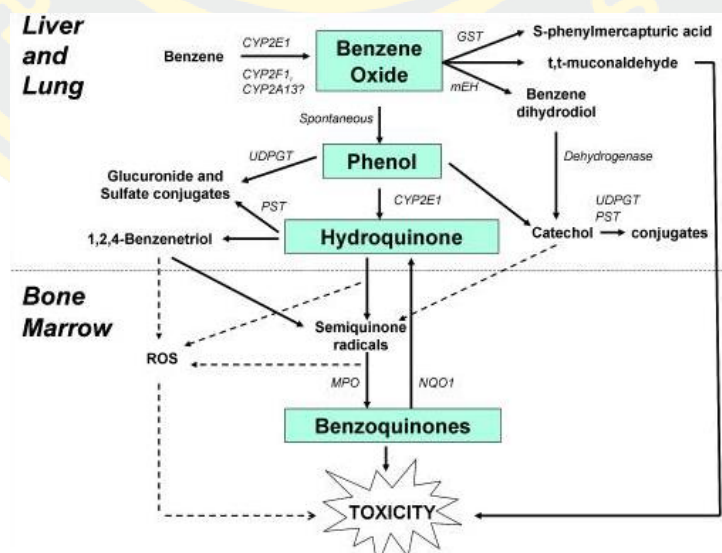 Liver
and
Lung
Benzene
CYP2E1
CYP2F1,
CYP2A13?
Benzene
Oxide
GST
mEH
S-phenylmercapturic acid
t,t-muconaldehyde
Benzene
dihydrodiol
Spontaneous
UDPGT
Phenol
Dehydrogenase
Glucuronide and
Sulfate conjugates
PST
CYP2E1
UDPGT
PST
1,2,4-Benzenetriol
Hydroquinone
Catechol
conjugates
Bone
Marrow
Semiquinone
radicals
ROS
MPO
NQO1
Benzoquinones
TOXICITY